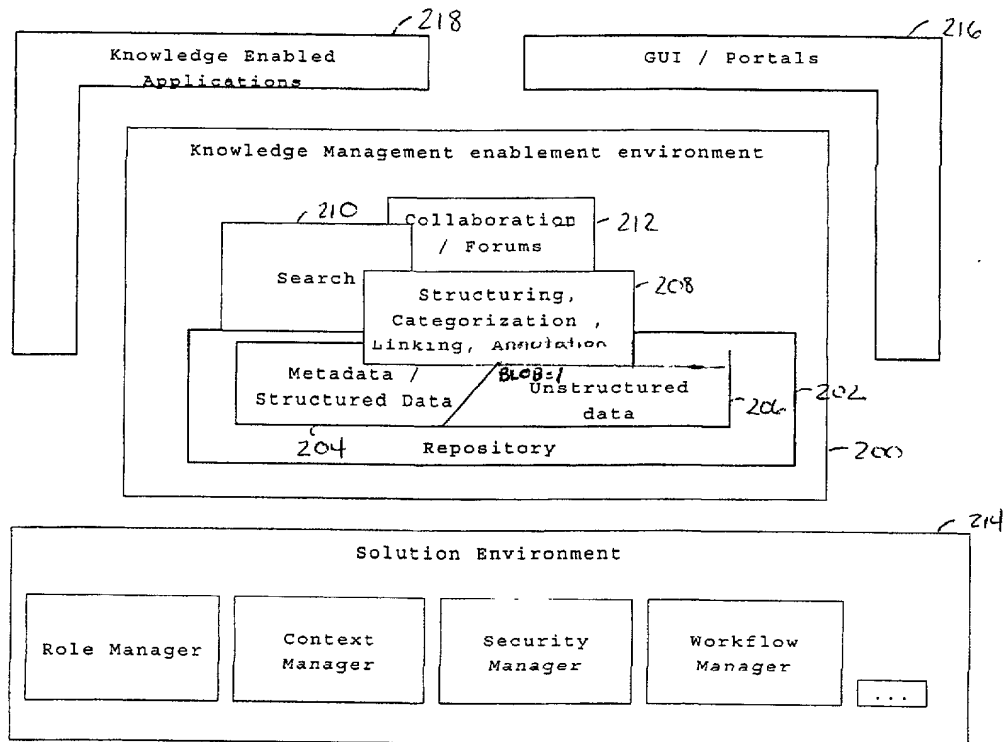 218
216
Knowledge Enabled
Applications
GUI / Portals
Knowledge Management enablement environment
210
Collaboration
/ Forums
212
Search
Structuring,
Categorization ,
Linking, Annotation
208
BLOB=1
Metadata /
Structured Data
Unstructured
data
206
202
204
Repository
200
214
Solution Environment
Role Manager
Context
Manager
Security
Manager
Workflow
Manager
...